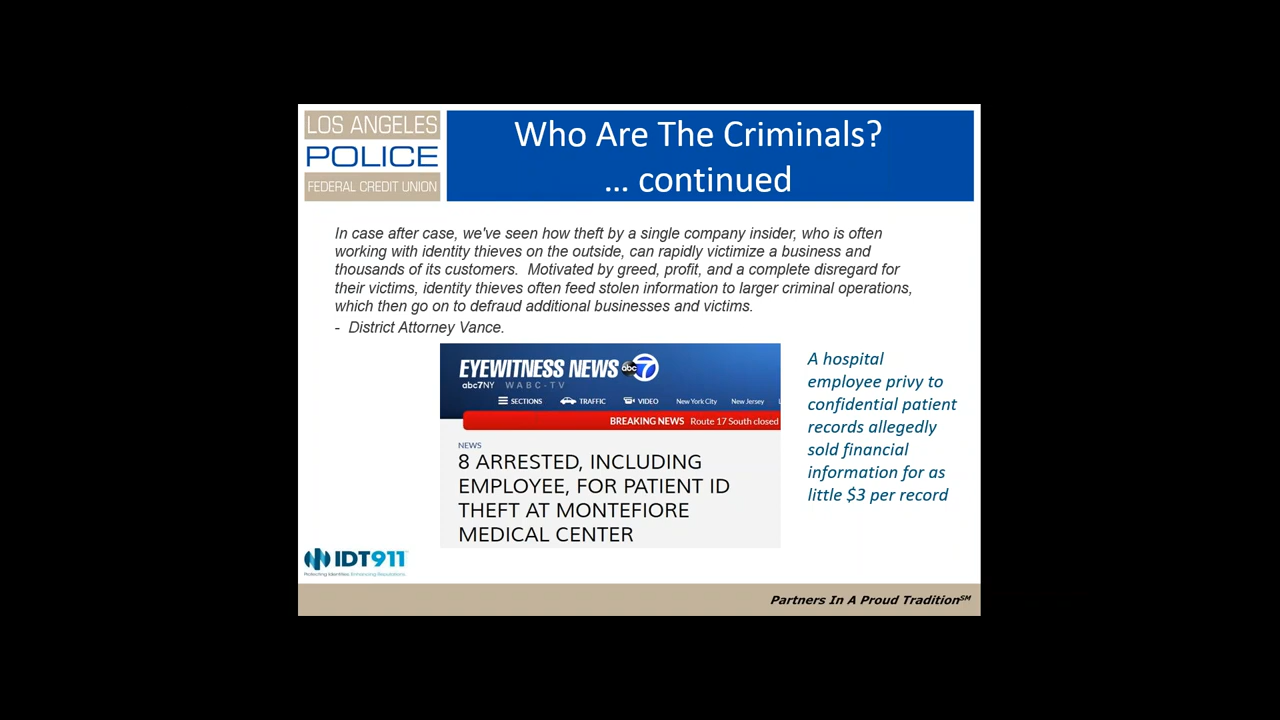 LOS ANGELES
POLICE
FEDERAL CREDIT UNION
Who Are The Criminals?
... continued
In case after case, we've seen how theft by a single company insider, who is often
working with identity thieves on the outside, can rapidly victimize a business and
thousands of its customers.  Motivated by greed, profit, and a complete disregard for
their victims, identity thieves often feed stolen information to larger criminal operations,
which then go on to defraud additional businesses and victims.
-  District Attorney Vance.
EYEWITNESS NEWS abc 7
abc7NY WABC-TV
SECTIONS TRAFFIC VIDEO New York City New Jersey
BREAKING NEWS Route 17 South closed
NEWS
8 ARRESTED, INCLUDING
EMPLOYEE, FOR PATIENT ID
THEFT AT MONTEFIORE
MEDICAL CENTER
A hospital
employee privy to
confidential patient
records allegedly
sold financial
information for as
little $3 per record
IDT911
Protecting Identities. Enhancing Reputations.
Partners In A Proud Tradition℠